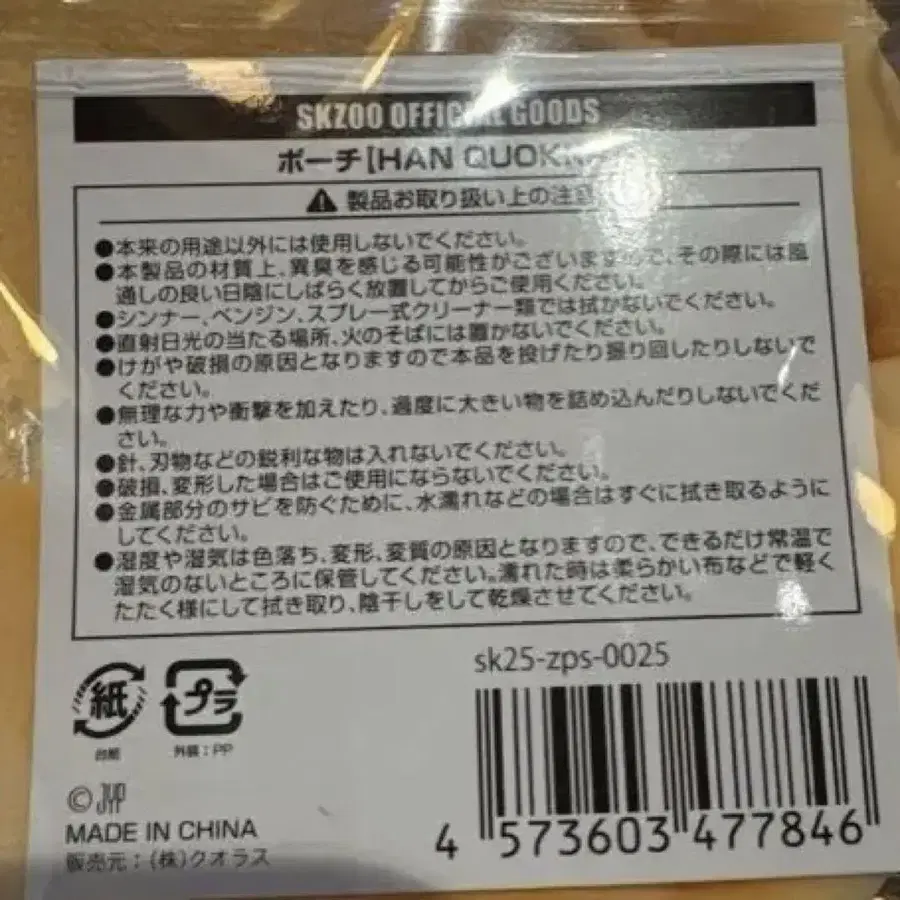 SKZOO OFFICIAL GOODS
ポーチ[HAN QUOKKA]
製品お取り扱い上の注意
●本来の用途以外には使用しないでください。
●本製品の材質上、異臭を感じる可能性がございますので、その際には風
通しの良い日陰にしばらく放置してからご使用ください。
●シンナー、ベンジン、スプレー式クリーナー類では拭かないでください。
●直射日光の当たる場所、火のそばには置かないでください。
●けがや破損の原因となりますので本品を投げたり振り回したりしないで
ください。
●無理な力や衝撃を加えたり、過度に大きい物を詰め込んだりしないでくだ
さい。
●針、刃物などの鋭利な物は入れないでください。
●破損、変形した場合はご使用にならないでください。
●金属部分のサビを防ぐために、水濡れなどの場合はすぐに拭き取るように
してください。
●湿度や湿気は色落ち、変形、変質の原因となりますので、できるだけ常温で
湿気のないところに保管してください。濡れた時は柔らかい布などで軽く
たたく様にして拭き取り、陰干しをして乾燥させてください。
sk25-zps-0025
紙
プラ
台紙
外装：PP
© JYP
MADE IN CHINA
販売元：(株)クオラス
4 573603 477846